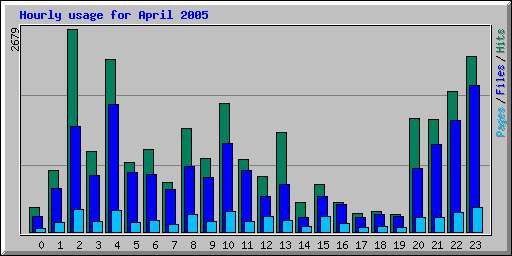 Hourly usage for April 2005
2679
Pages / Files / Hits
0 1 2 3 4 5 6 7 8 9 10 11 12 13 14 15 16 17 18 19 20 21 22 23